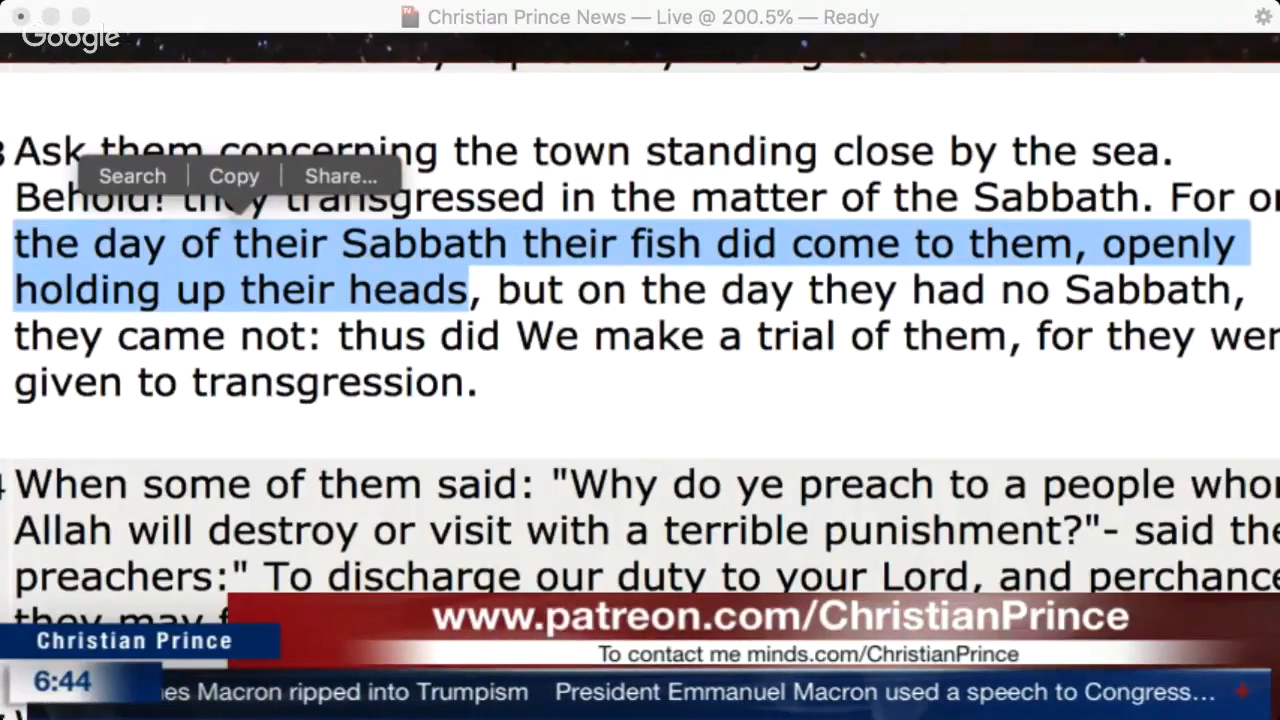 Christian Prince News — Live @ 200.5% — Ready
Google
Ask them concerning the town standing close by the sea.
Search Copy Share...
Behold! they transgressed in the matter of the Sabbath. For
the day of their Sabbath their fish did come to them, openly
holding up their heads, but on the day they had no Sabbath,
they came not: thus did We make a trial of them, for they
given to transgression.
When some of them said: "Why do ye preach to a people
Allah will destroy or visit with a terrible punishment?"- said
preachers:" To discharge our duty to your Lord, and perchance
they may
www.patreon.com/ChristianPrince
Christian Prince
To contact me minds.com/ChristianPrince
6:44
Macron ripped into Trumpism President Emmanuel Macron used a speech to Congress...